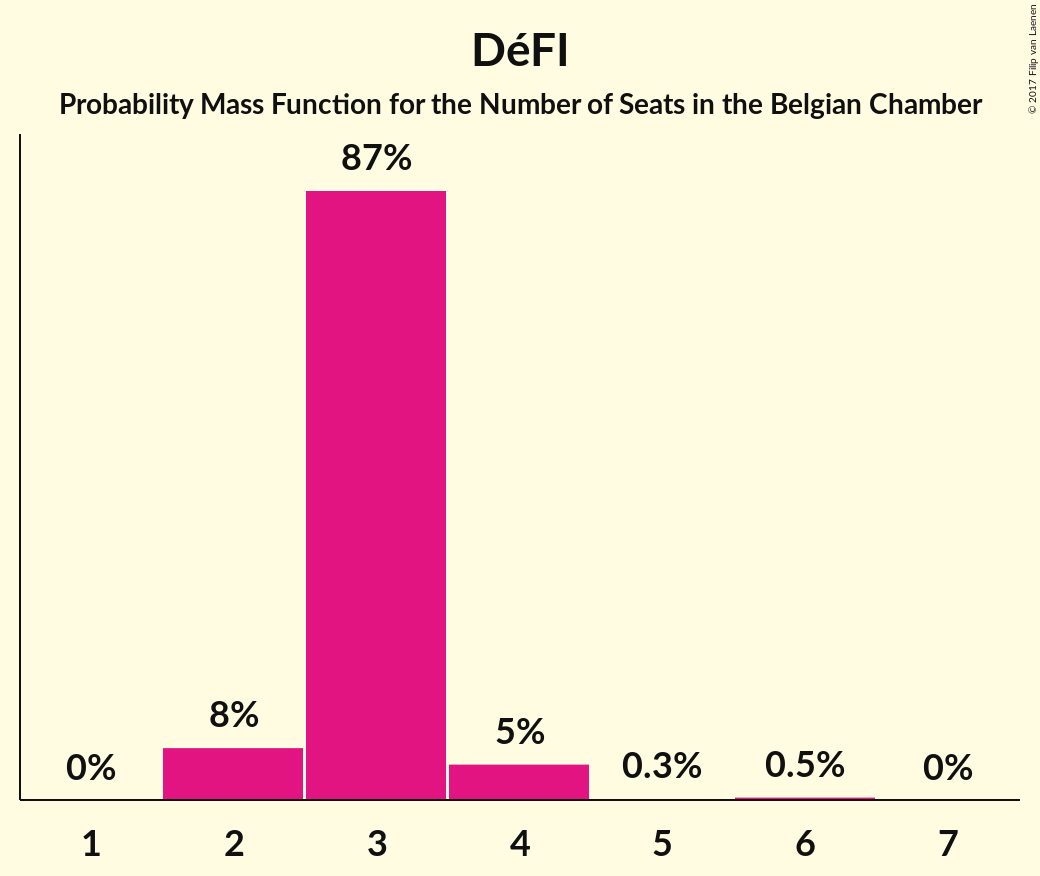 DéFI
Probability Mass Function for the Number of Seats in the Belgian Chamber
© 2017 Filip van Laenen
87%
8%
5%
0%
0.3%
0.5%
0%
1 2 3 4 5 6 7